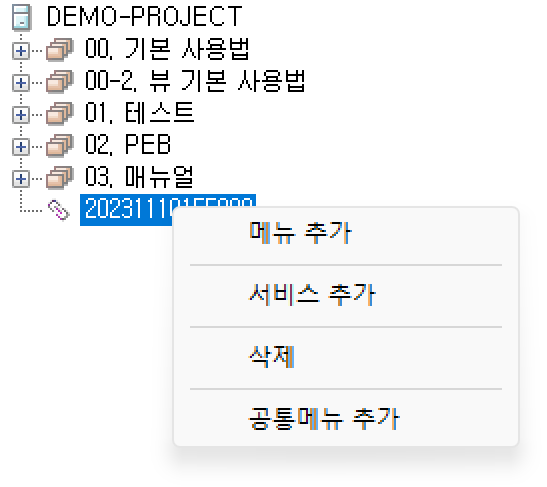 DEMO-PROJECT
00, 기본 사용법
00-2, 뷰 기본 사용법
01, 테스트
02, PEB
03, 매뉴얼
메뉴 추가
서비스 추가
삭제
공통메뉴 추가